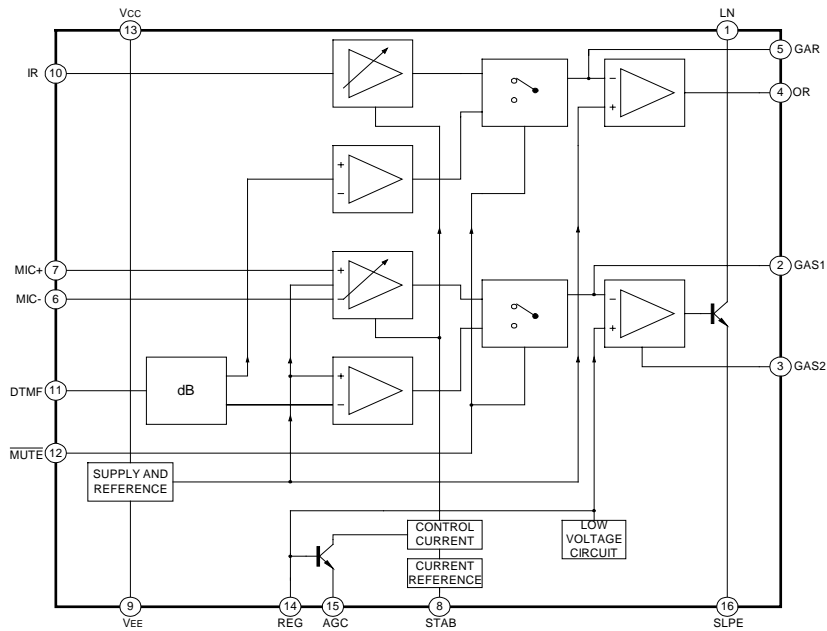 VCC
LN
13
1
5
GAR
IR
10
4
OR
−
+
+
−
MIC+
7
+
2
GAS1
MIC-
6
−
−
+
3
GAS2
DTMF
11
dB
+
−
MUTE
12
SUPPLY AND
REFERENCE
CONTROL
CURRENT
LOW
VOLTAGE
CIRCUIT
CURRENT
REFERENCE
9
14
15
8
16
VEE
REG
AGC
STAB
SLPE